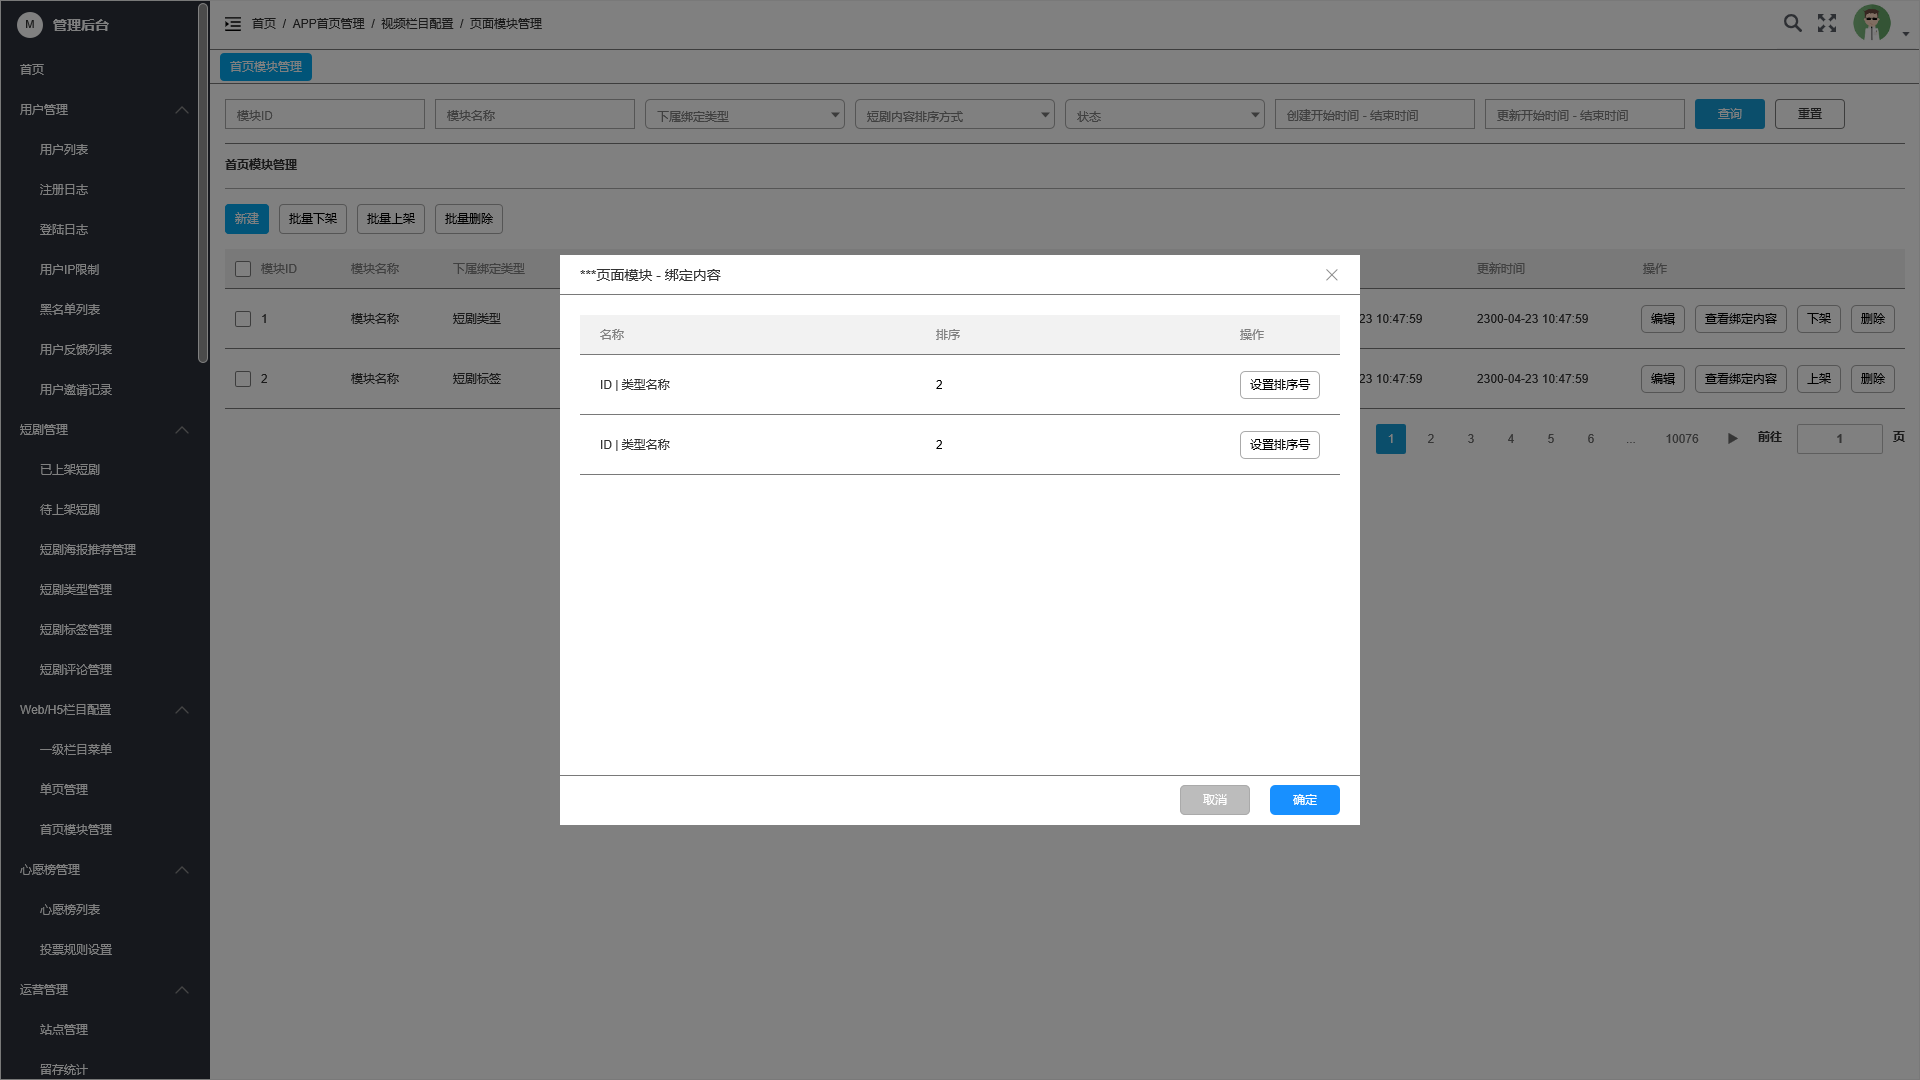 M 管理后台
首页 / APP首页管理 / 视频栏目配置 / 页面模块管理
首页
用户管理
用户列表
注册日志
登陆日志
用户IP限制
黑名单列表
用户反馈列表
用户邀请记录
短剧管理
已上架短剧
待上架短剧
短剧海报推荐管理
短剧类型管理
短剧标签管理
短剧评论管理
Web/H5栏目配置
一级栏目菜单
单页管理
首页模块管理
心愿榜管理
心愿榜列表
投票规则设置
运营管理
站点管理
留存统计
首页模块管理
模块ID 模块名称 下属绑定类型 短剧内容排序方式 状态 创建开始时间 - 结束时间 更新开始时间 - 结束时间 查询 重置
首页模块管理
新建 批量下架 批量上架 批量删除
模块ID 模块名称 下属绑定类型 更新时间 操作
1 模块名称 短剧类型 23 10:47:59 2300-04-23 10:47:59 编辑 查看绑定内容 下架 删除
2 模块名称 短剧标签 23 10:47:59 2300-04-23 10:47:59 编辑 查看绑定内容 上架 删除
1 2 3 4 5 6 ... 10076 前往 1 页
***页面模块 - 绑定内容
名称 排序 操作
ID | 类型名称 2 设置排序号
ID | 类型名称 2 设置排序号
取消 确定